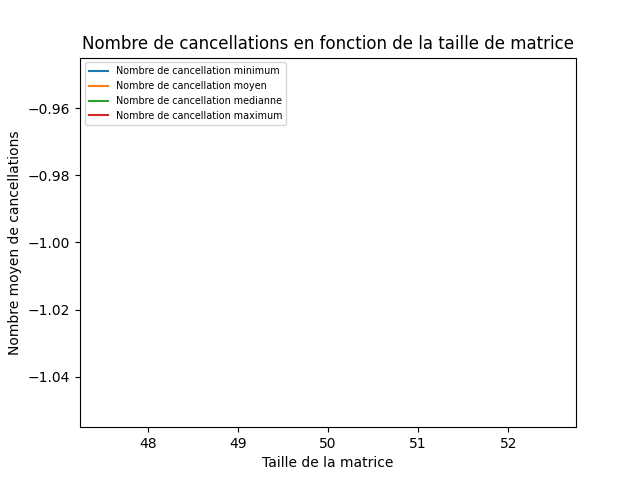 Nombre de cancellations en fonction de la taille de matrice
Nombre de cancellation minimum
Nombre de cancellation moyen
Nombre de cancellation medianne
Nombre de cancellation maximum
−0.96
−0.98
−1.00
−1.02
−1.04
Nombre moyen de cancellations
48 49 50 51 52
Taille de la matrice